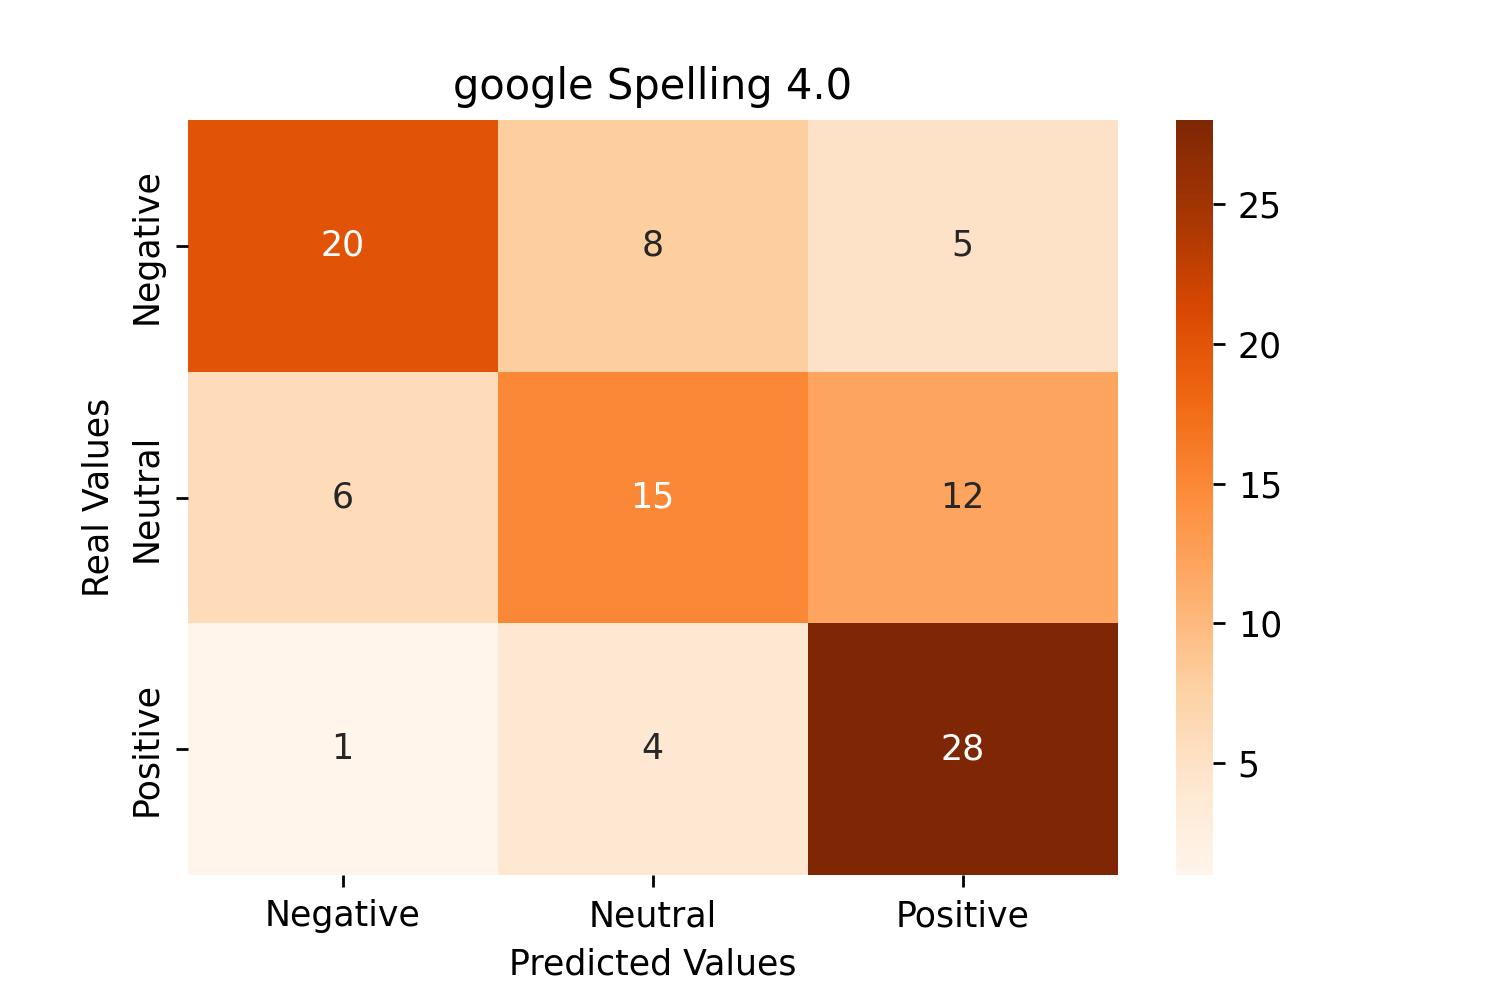 google Spelling 4.0
Real Values
Negative
20 8 5
Neutral
6 15 12
Positive
1 4 28
Negative Neutral Positive
Predicted Values
25
20
15
10
5